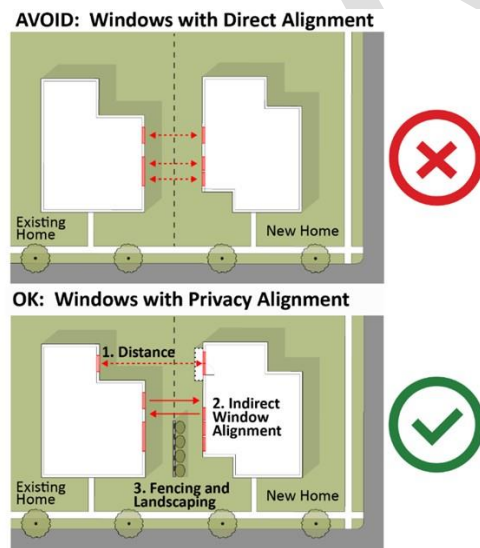 AVOID: Windows with Direct Alignment
Existing
Home
New Home
OK: Windows with Privacy Alignment
1. Distance
2. Indirect
Window
Alignment
3. Fencing and
Landscaping
Existing
Home
New Home